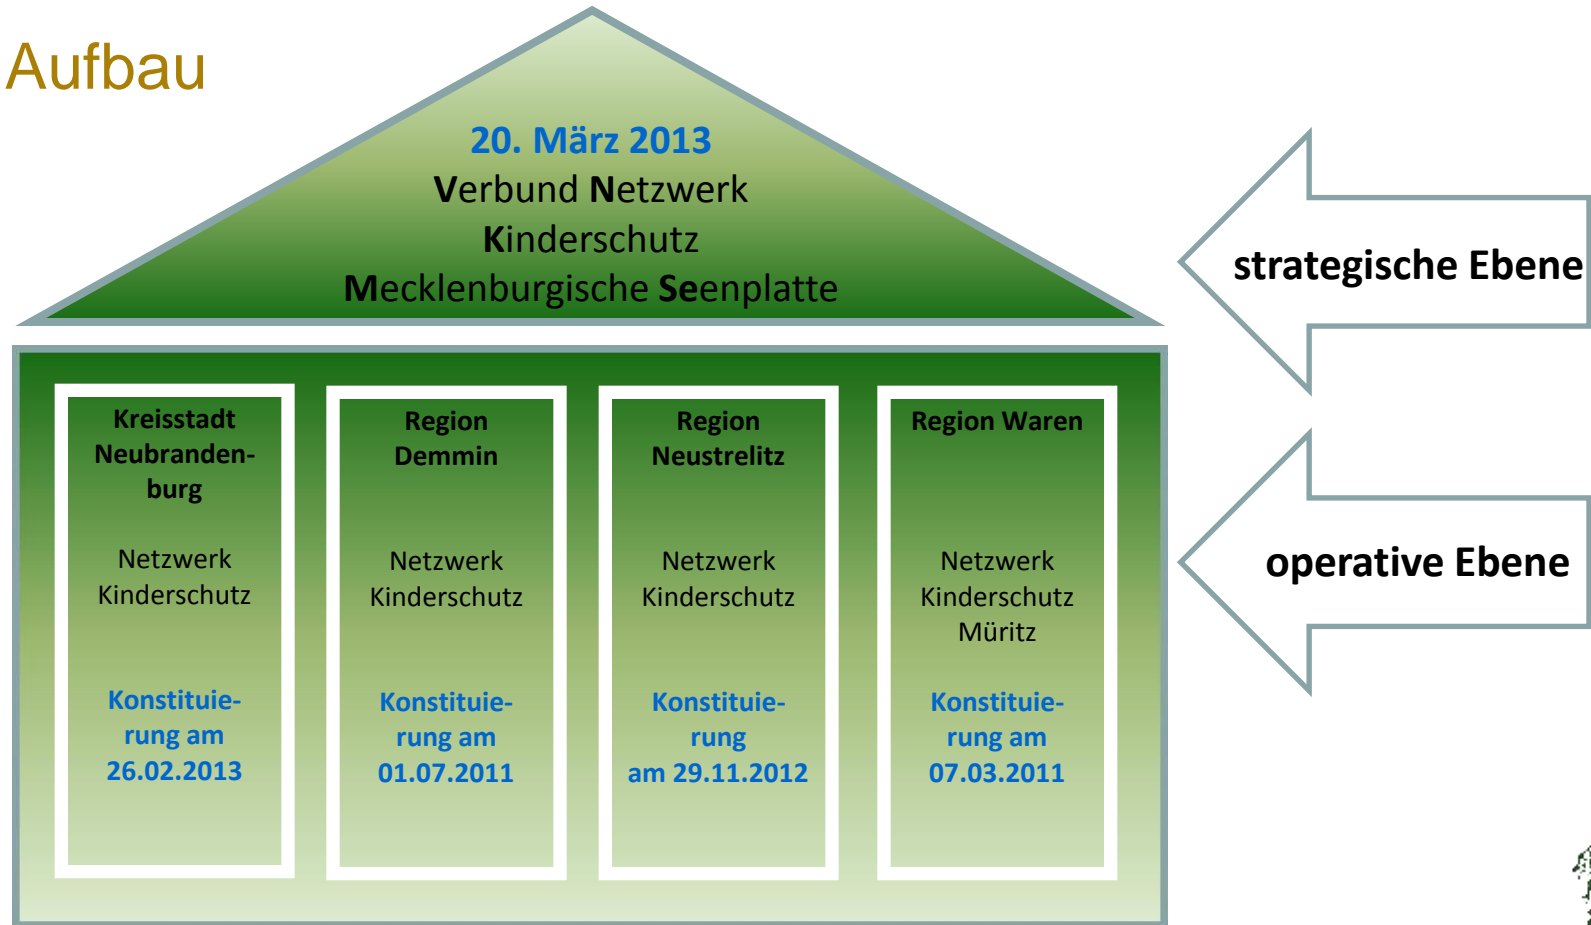 Aufbau
20. März 2013
Verbund Netzwerk
Kinderschutz
Mecklenburgische Seenplatte
strategische Ebene
Kreisstadt
Neubranden-
burg
Netzwerk
Kinderschutz
Konstituie-
rung am
26.02.2013
Region
Demmin
Netzwerk
Kinderschutz
Konstituie-
rung am
01.07.2011
Region
Neustrelitz
Netzwerk
Kinderschutz
Konstituie-
rung
am 29.11.2012
Region Waren
Netzwerk
Kinderschutz
Müritz
Konstituie-
rung am
07.03.2011
operative Ebene